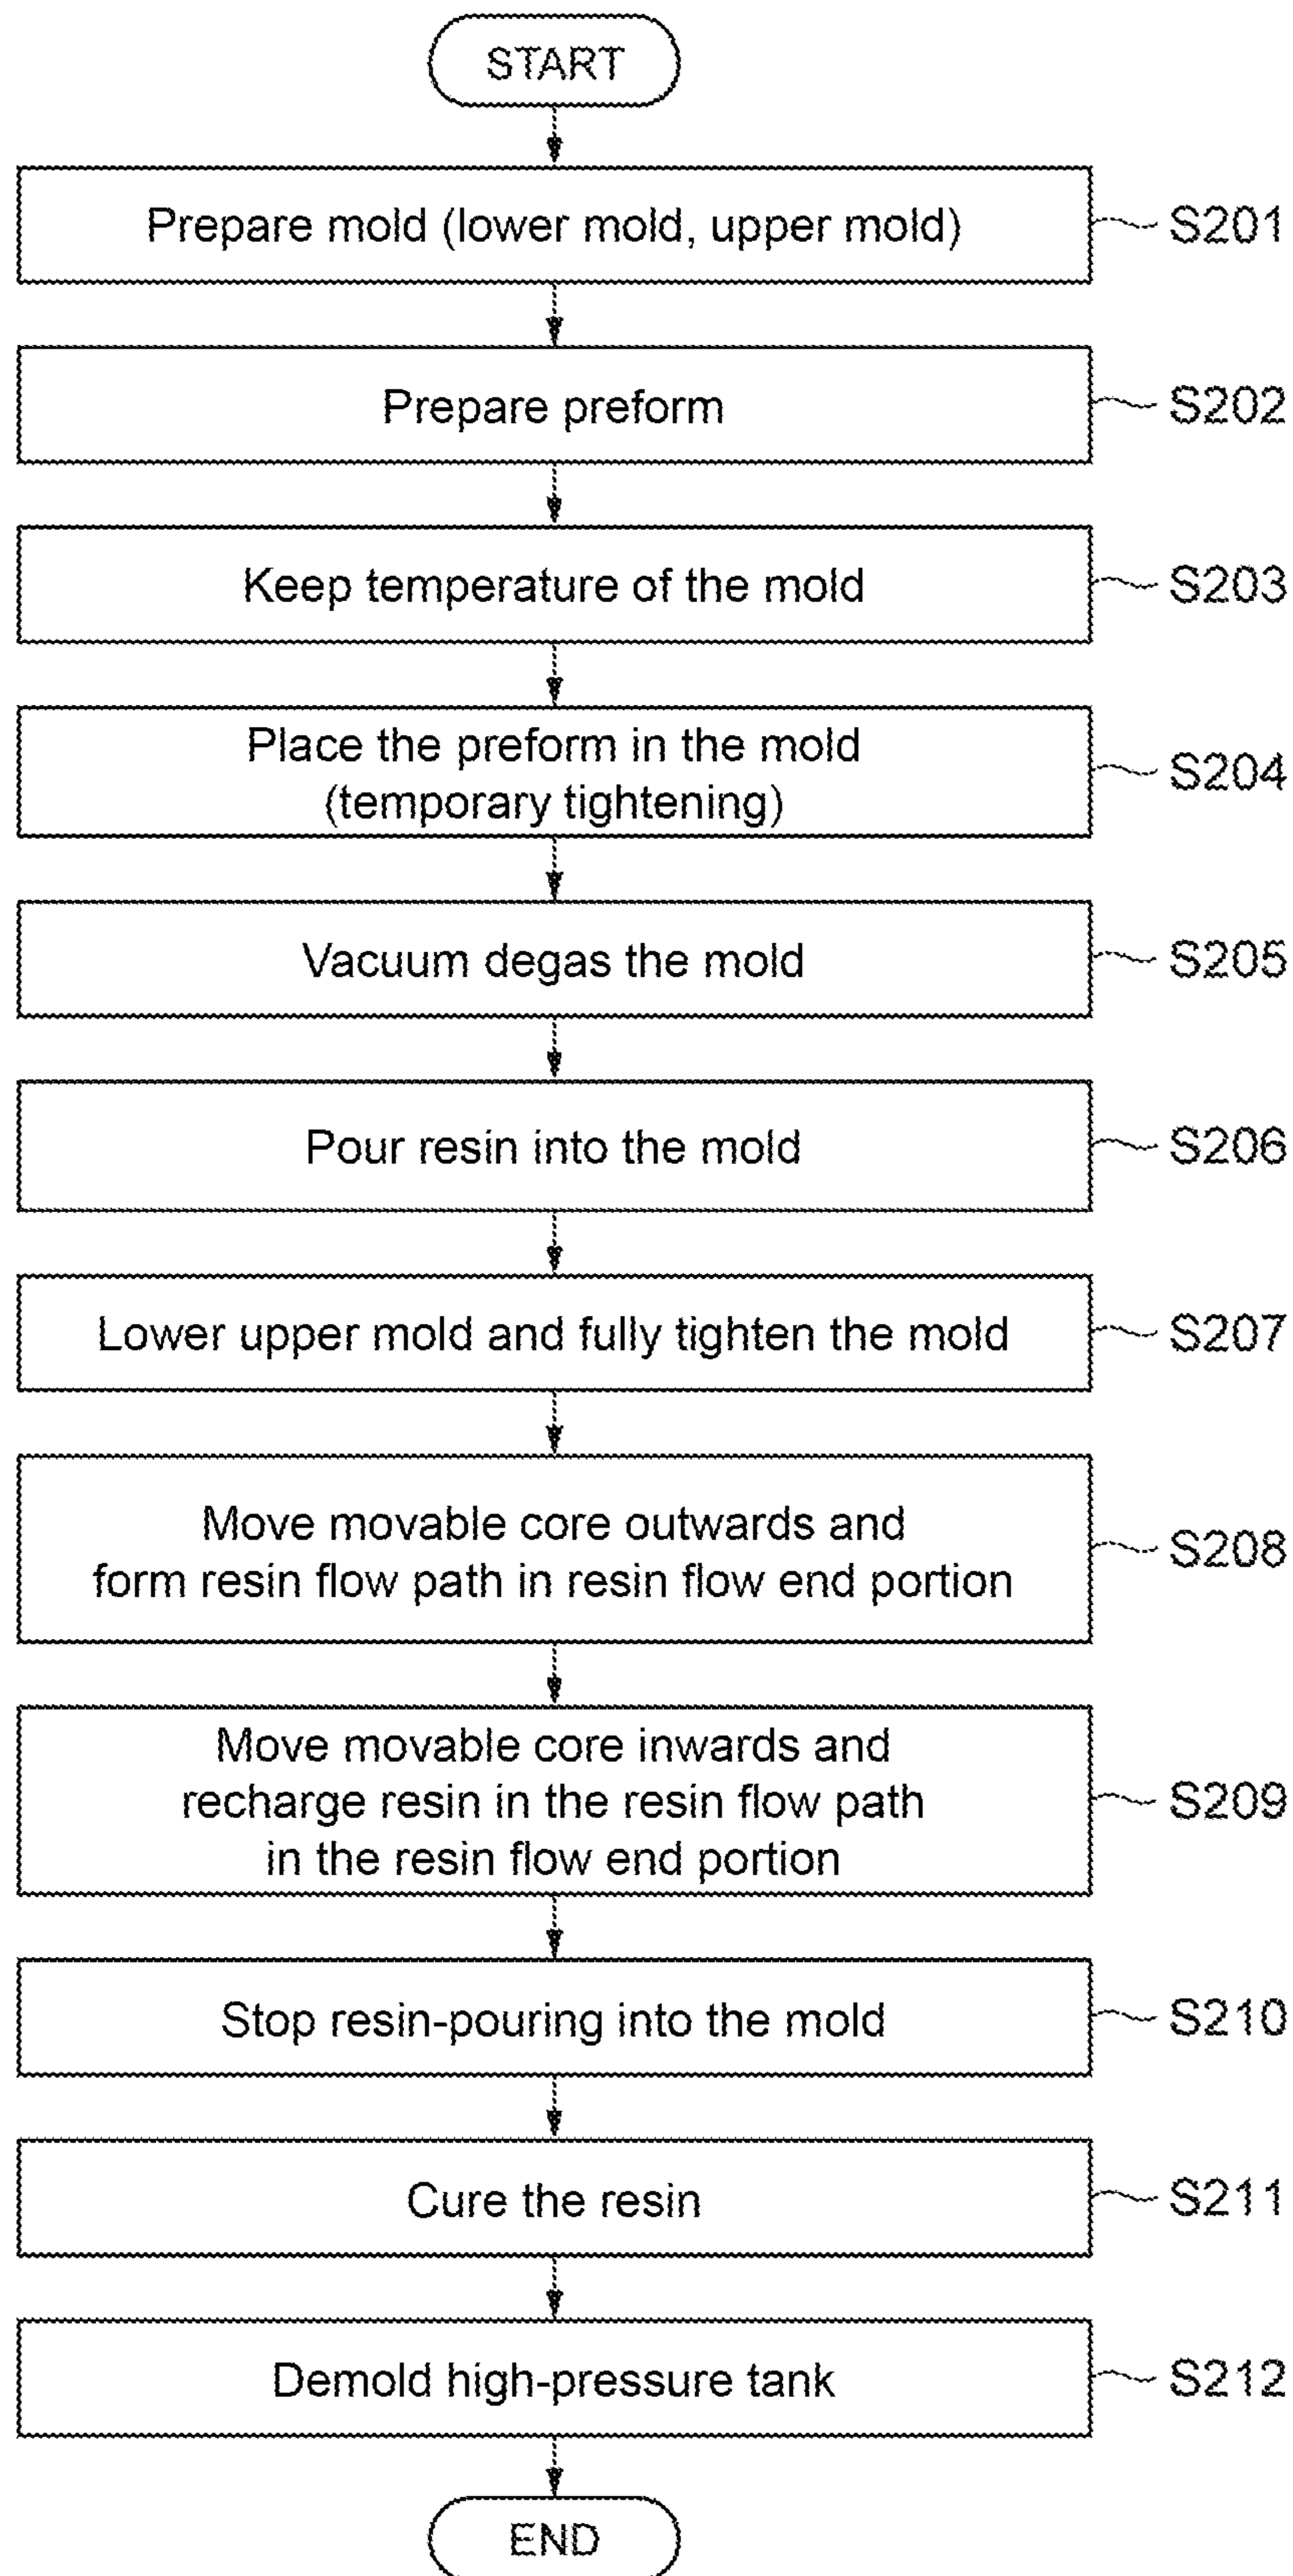 START
Prepare mold (lower mold, upper mold)
S201
Prepare preform
S202
Keep temperature of the mold
S203
Place the preform in the mold
(temporary tightening)
S204
Vacuum degas the mold
S205
Pour resin into the mold
S206
Lower upper mold and fully tighten the mold
S207
Move movable core outwards and
form resin flow path in resin flow end portion
S208
Move movable core inwards and
recharge resin in the resin flow path
in the resin flow end portion
S209
Stop resin-pouring into the mold
S210
Cure the resin
S211
Demold high-pressure tank
S212
END